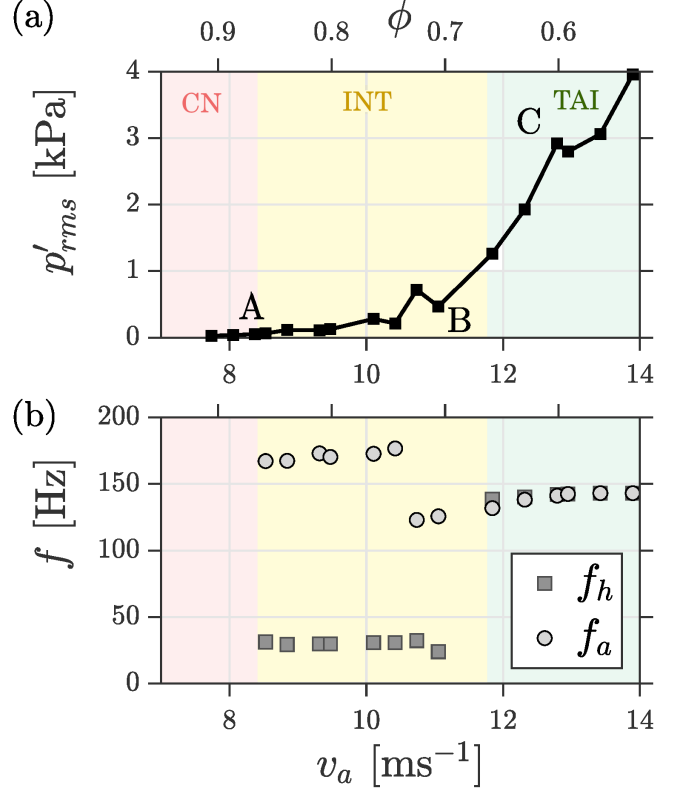 (a)
ϕ
0.9 0.8 0.7 0.6
CN INT TAI
p′rms [kPa]
4
3
2
1
0
A
B
C
8 10 12 14
(b)
f [Hz]
200
150
100
50
0
fh
fa
8 10 12 14
va [ms−1]